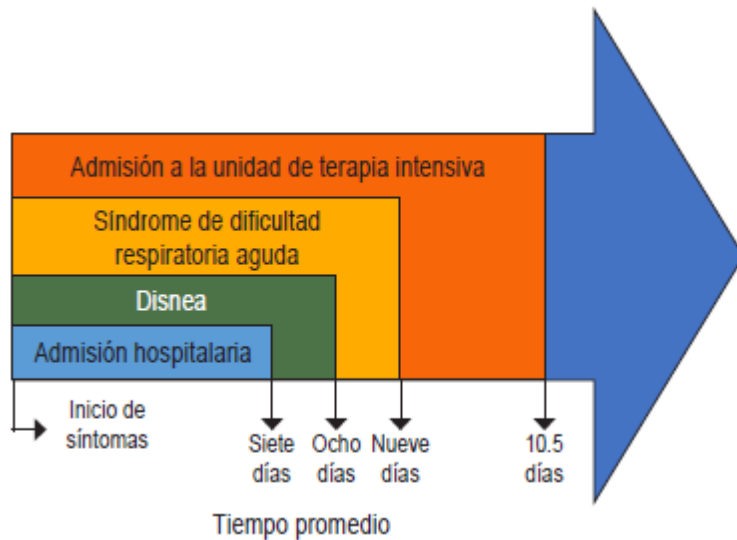 Admisión a la unidad de terapia intensiva
Síndrome de dificultad
respiratoria aguda
Disnea
Admisión hospitalaria
Inicio de
síntomas
Siete
días
Ocho
días
Nueve
días
10.5
días
Tiempo promedio